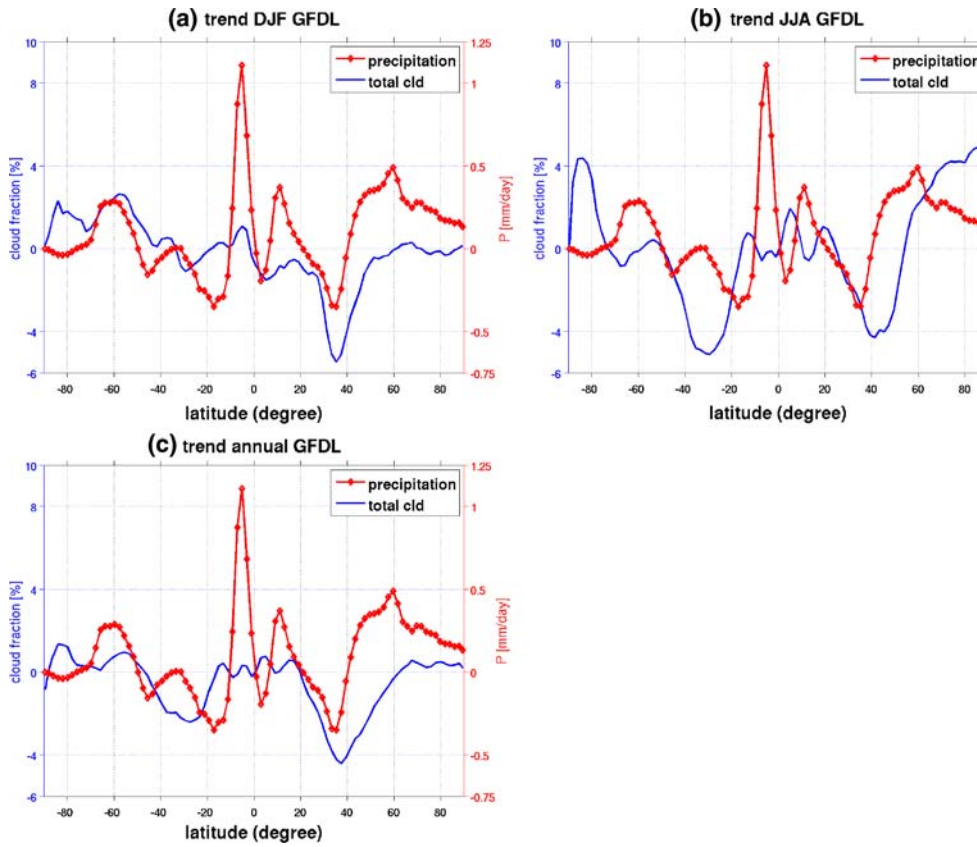 (a) trend DJF GFDL
10
8
4
0
-4
-6
cloud fraction [%]
1.25
1
0.5
0
-0.5
-0.75
P [mm/day]
precipitation
total cld
-80 -60 -40 -20 0 20 40 60 80
latitude (degree)
(b) trend JJA GFDL
10
8
4
0
-4
-6
cloud fraction [%]
precipitation
total cld
-80 -60 -40 -20 0 20 40 60 80
latitude (degree)
(c) trend annual GFDL
10
8
4
0
-4
-6
cloud fraction [%]
1.25
1
0.5
0
-0.5
-0.75
P [mm/day]
precipitation
total cld
-80 -60 -40 -20 0 20 40 60 80
latitude (degree)